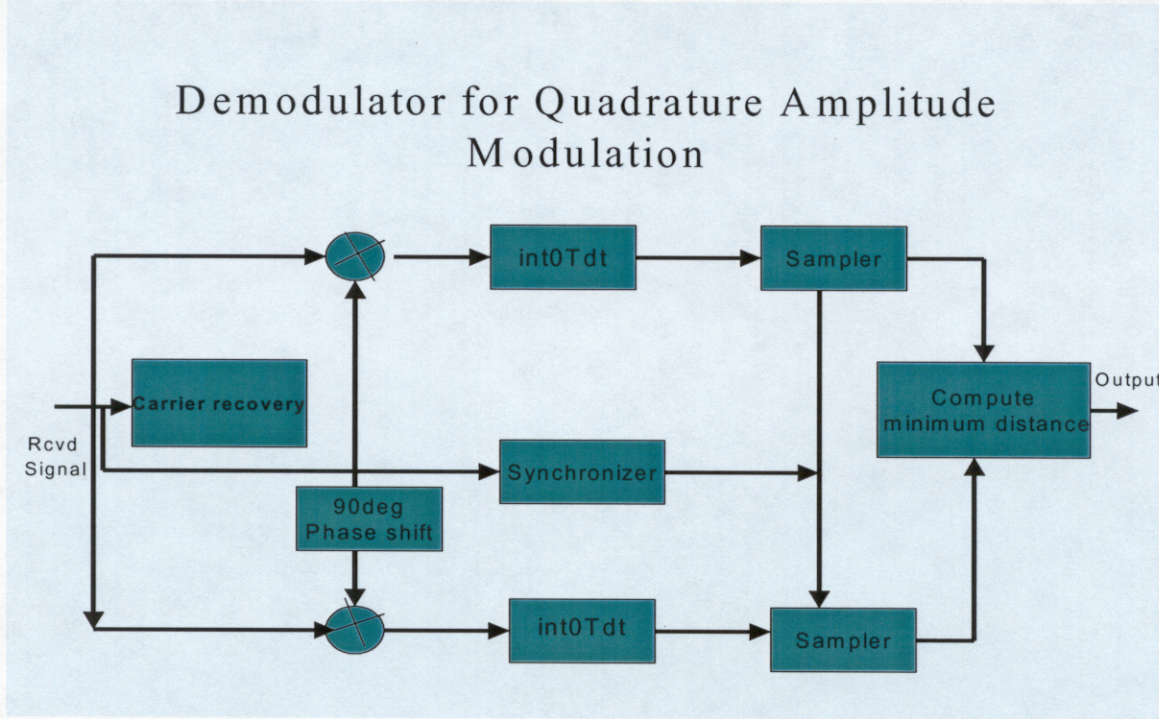 Demodulator for Quadrature Amplitude
Modulation
int0Tdt
Sampler
Carrier recovery
Compute
minimum distance
Output
Rcvd
Signal
Synchronizer
90deg
Phase shift
int0Tdt
Sampler